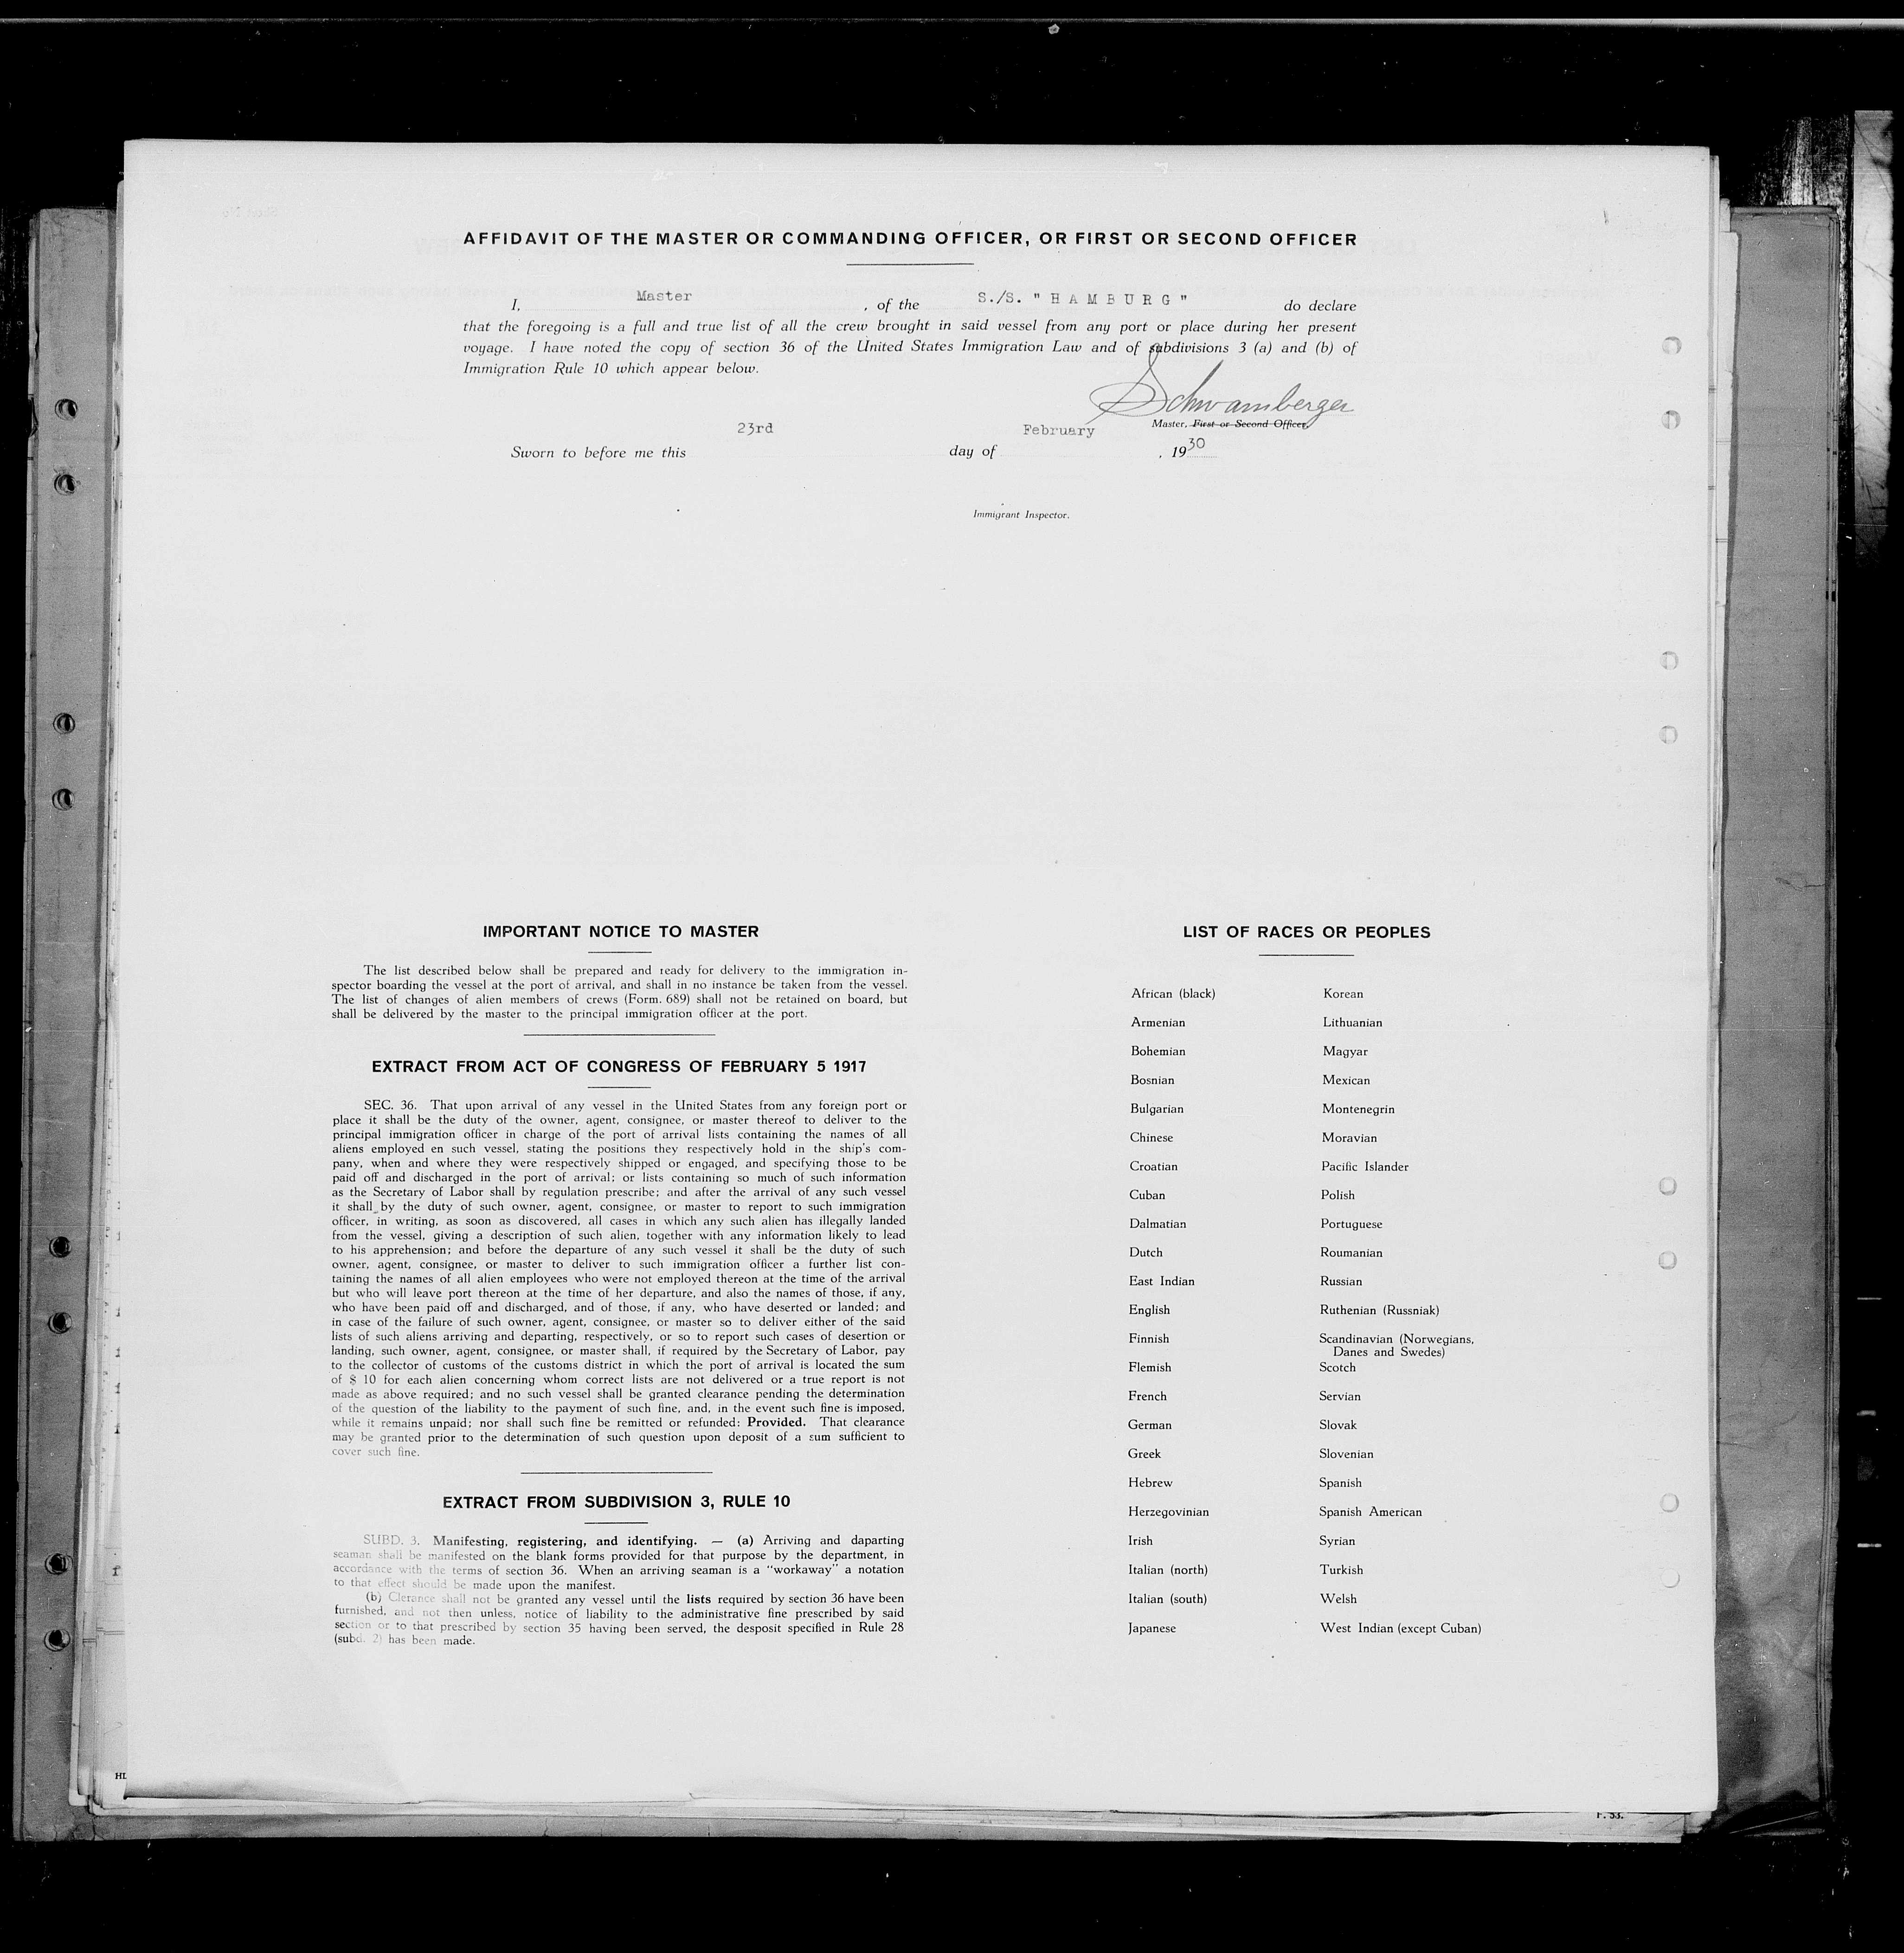 AFFIDAVIT OF THE MASTER OR COMMANDING OFFICER, OR FIRST OR SECOND OFFICER
I, Master , of the S./S. " H A M B U R G " do declare
that the foregoing is a full and true list of all the crew brought in said vessel from any port or place during her present
voyage. I have noted the copy of section 36 of the United States Immigration Law and of subdivisions 3 (a) and (b) of
Immigration Rule 10 which appear below.
Schwamberger
Master, First or Second Officer.
Sworn to before me this 23rd day of February , 1930
Immigrant Inspector.
IMPORTANT NOTICE TO MASTER
The list described below shall be prepared and ready for delivery to the immigration in-
spector boarding the vessel at the port of arrival, and shall in no instance be taken from the vessel.
The list of changes of alien members of crews (Form. 689) shall not be retained on board, but
shall be delivered by the master to the principal immigration officer at the port.
EXTRACT FROM ACT OF CONGRESS OF FEBRUARY 5 1917
SEC. 36. That upon arrival of any vessel in the United States from any foreign port or
place it shall be the duty of the owner, agent, consignee, or master thereof to deliver to the
principal immigration officer in charge of the port of arrival lists containing the names of all
aliens employed en such vessel, stating the positions they respectively hold in the ship's com-
pany, when and where they were respectively shipped or engaged, and specifying those to be
paid off and discharged in the port of arrival; or lists containing so much of such information
as the Secretary of Labor shall by regulation prescribe; and after the arrival of any such vessel
it shall by the duty of such owner, agent, consignee, or master to report to such immigration
officer, in writing, as soon as discovered, all cases in which any such alien has illegally landed
from the vessel, giving a description of such alien, together with any information likely to lead
to his apprehension; and before the departure of any such vessel it shall be the duty of such
owner, agent, consignee, or master to deliver to such immigration officer a further list con-
taining the names of all alien employees who were not employed thereon at the time of the arrival
but who will leave port thereon at the time of her departure, and also the names of those, if any,
who have been paid off and discharged, and of those, if any, who have deserted or landed; and
in case of the failure of such owner, agent, consignee, or master so to deliver either of the said
lists of such aliens arriving and departing, respectively, or so to report such cases of desertion or
landing, such owner, agent, consignee, or master shall, if required by the Secretary of Labor, pay
to the collector of customs of the customs district in which the port of arrival is located the sum
of $ 10 for each alien concerning whom correct lists are not delivered or a true report is not
made as above required; and no such vessel shall be granted clearance pending the determination
of the question of the liability to the payment of such fine, and, in the event such fine is imposed,
while it remains unpaid; nor shall such fine be remitted or refunded: Provided. That clearance
may be granted prior to the determination of such question upon deposit of a sum sufficient to
cover such fine.
EXTRACT FROM SUBDIVISION 3, RULE 10
SUBD. 3. Manifesting, registering, and identifying. — (a) Arriving and daparting
seaman shall be manifested on the blank forms provided for that purpose by the department, in
accordance with the terms of section 36. When an arriving seaman is a "workaway" a notation
to that effect should be made upon the manifest.
(b) Clerance shall not be granted any vessel until the lists required by section 36 have been
furnished, and not then unless, notice of liability to the administrative fine prescribed by said
section or to that prescribed by section 35 having been served, the desposit specified in Rule 28
(subd. 2) has been made.
LIST OF RACES OR PEOPLES
African (black) Korean
Armenian Lithuanian
Bohemian Magyar
Bosnian Mexican
Bulgarian Montenegrin
Chinese Moravian
Croatian Pacific Islander
Cuban Polish
Dalmatian Portuguese
Dutch Roumanian
East Indian Russian
English Ruthenian (Russniak)
Finnish Scandinavian (Norwegians,
Danes and Swedes)
Flemish Scotch
French Servian
German Slovak
Greek Slovenian
Hebrew Spanish
Herzegovinian Spanish American
Irish Syrian
Italian (north) Turkish
Italian (south) Welsh
Japanese West Indian (except Cuban)